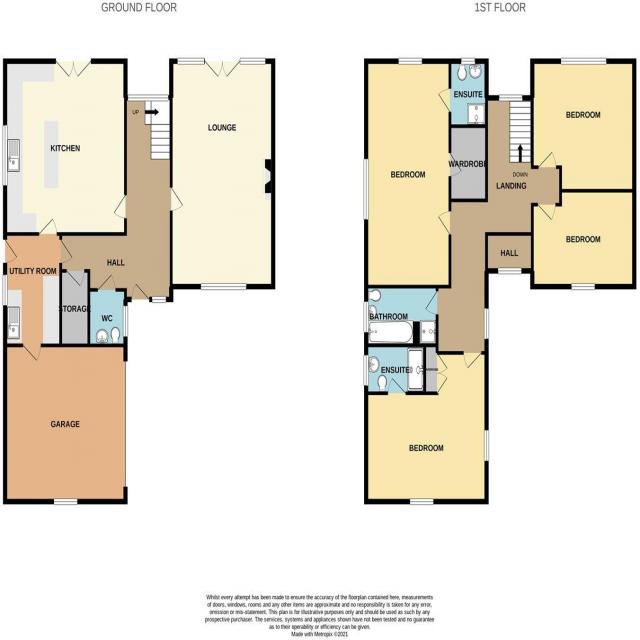 GROUND FLOOR
1ST FLOOR
UP
LOUNGE
KITCHEN
HALL
UTILITY ROOM
STORAGE
WC
GARAGE
ENSUITE
BEDROOM
WARDROBE
BEDROOM
DOWN
LANDING
BEDROOM
HALL
BATHROOM
ENSUITE
BEDROOM
Whilst every attempt has been made to ensure the accuracy of the floorplan contained here, measurements
of doors, windows, rooms and any other items are approximate and no responsibility is taken for any error,
omission or mis-statement. This plan is for illustrative purposes only and should be used as such by any
prospective purchaser. The services, systems and appliances shown have not been tested and no guarantee
as to their operability or efficiency can be given.
Made with Metropix ©2021